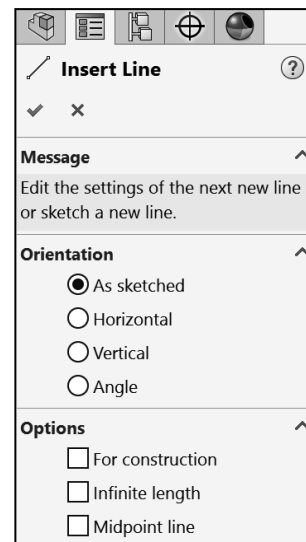 Insert Line
?
Message
Edit the settings of the next new line
or sketch a new line.
Orientation
As sketched
Horizontal
Vertical
Angle
Options
For construction
Infinite length
Midpoint line